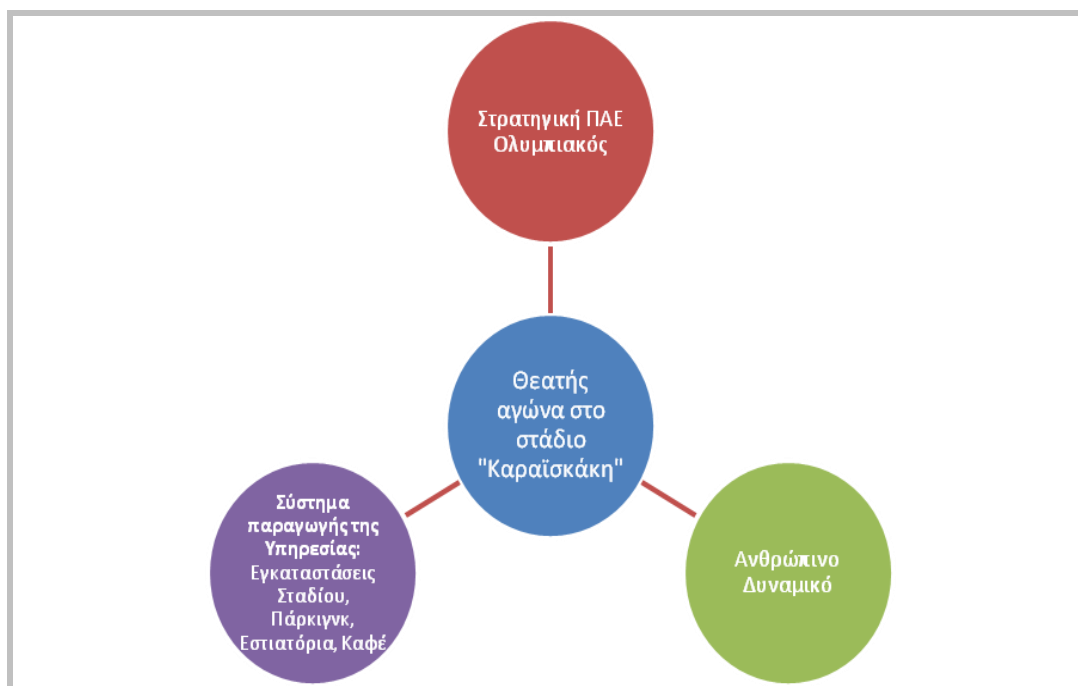 Στρατηγική ΠΑΕ
Ολυμπιακός
Θεατής
αγώνα στο
στάδιο
"Καραϊσκάκη"
Σύστημα
παραγωγής της
Υπηρεσίας:
Εγκαταστάσεις
Σταδίου,
Πάρκιγνκ,
Εστιατόρια, Καφέ
Ανθρώπινο
Δυναμικό